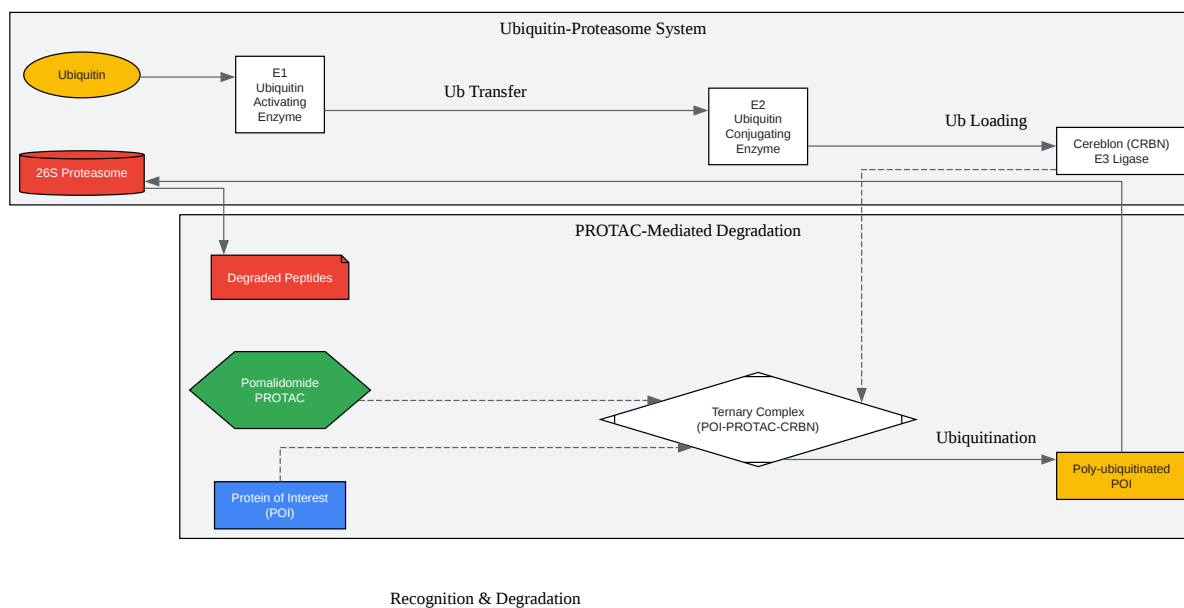 Ubiquitin-Proteasome System
Ubiquitin
E1
Ubiquitin
Activating
Enzyme
Ub Transfer
E2
Ubiquitin
Conjugating
Enzyme
Ub Loading
Cereblon (CRBN)
E3 Ligase
26S Proteasome
PROTAC-Mediated Degradation
Degraded Peptides
Pomalidomide
PROTAC
Ternary Complex
(POI-PROTAC-CRBN)
Ubiquitination
Poly-ubiquitinated
POI
Protein of Interest
(POI)
Recognition & Degradation